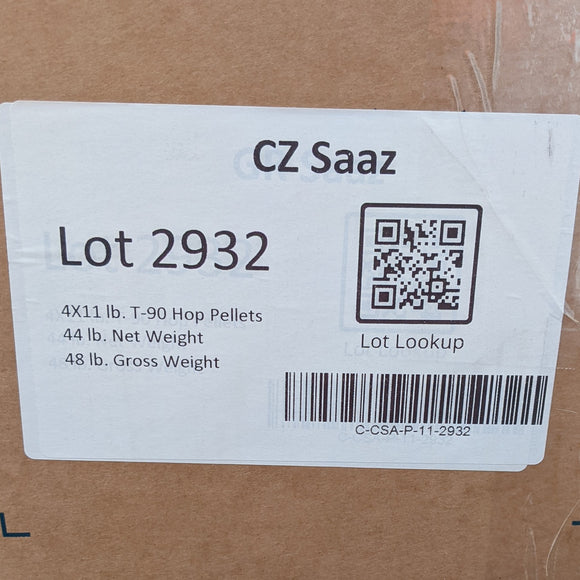 CZ Saaz
Lot 2932
4X11 lb. T-90 Hop Pellets
44 lb. Net Weight
48 lb. Gross Weight
Lot Lookup
C-CSA-P-11-2932